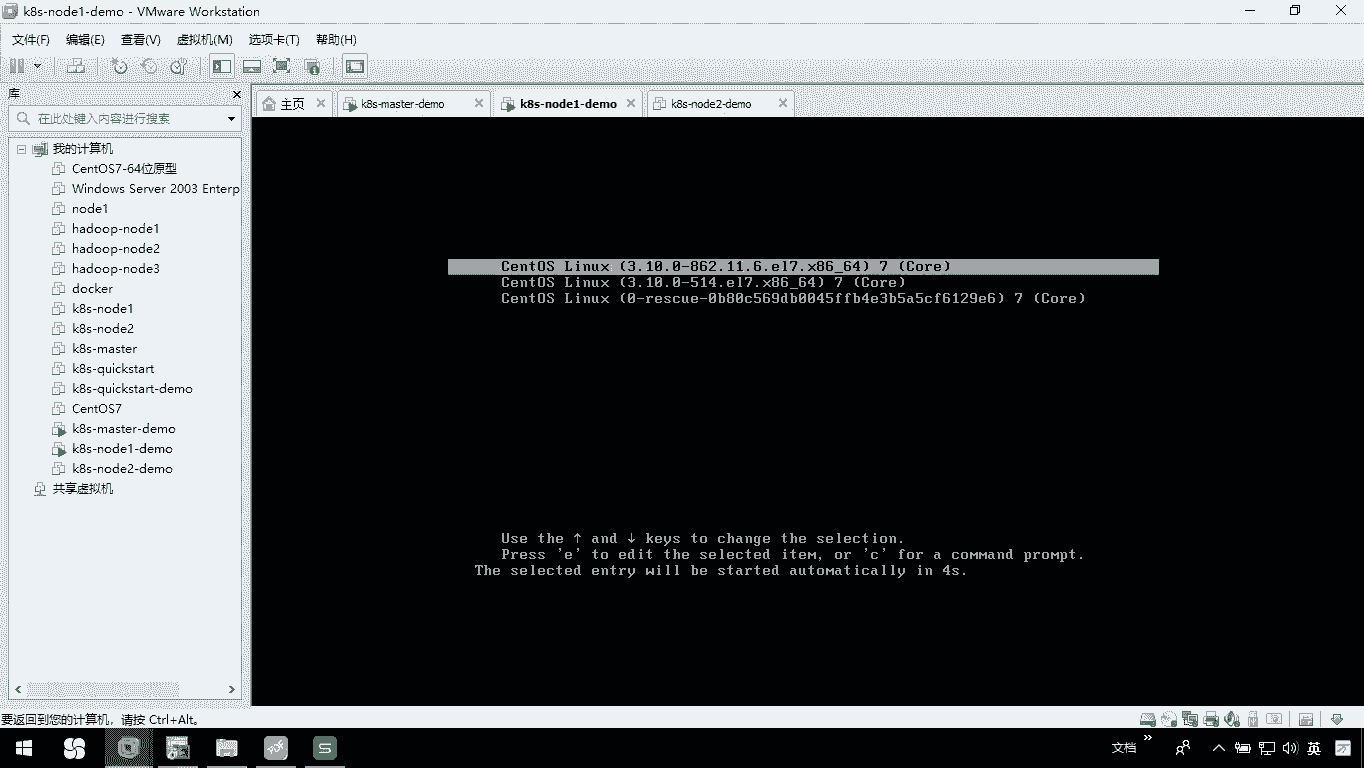 k8s-node1-demo - VMware Workstation
文件(F) 编辑(E) 查看(V) 虚拟机(M) 选项卡(T) 帮助(H)
库
在此处键入内容进行搜索
我的计算机
CentOS7-64位原型
Windows Server 2003 Enterp
node1
hadoop-node1
hadoop-node2
hadoop-node3
docker
k8s-node1
k8s-node2
k8s-master
k8s-quickstart
k8s-quickstart-demo
CentOS7
k8s-master-demo
k8s-node1-demo
k8s-node2-demo
共享虚拟机
主页 k8s-master-demo k8s-node1-demo k8s-node2-demo
CentOS Linux (3.10.0-862.11.6.el7.x86_64) 7 (Core)
CentOS Linux (3.10.0-514.el7.x86_64) 7 (Core)
CentOS Linux (0-rescue-0b80c569db0045ffb4e3b5a5cf6129e6) 7 (Core)
Use the ↑ and ↓ keys to change the selection.
Press 'e' to edit the selected item, or 'c' for a command prompt.
The selected entry will be started automatically in 4s.
要返回到您的计算机，请按 Ctrl+Alt。
文档 英